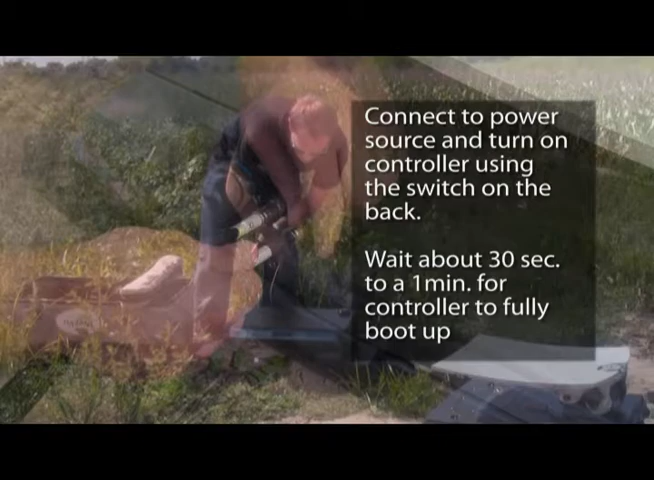 Connect to power
source and turn on
controller using
the switch on the
back.
Wait about 30 sec.
to a 1min. for
controller to fully
boot up